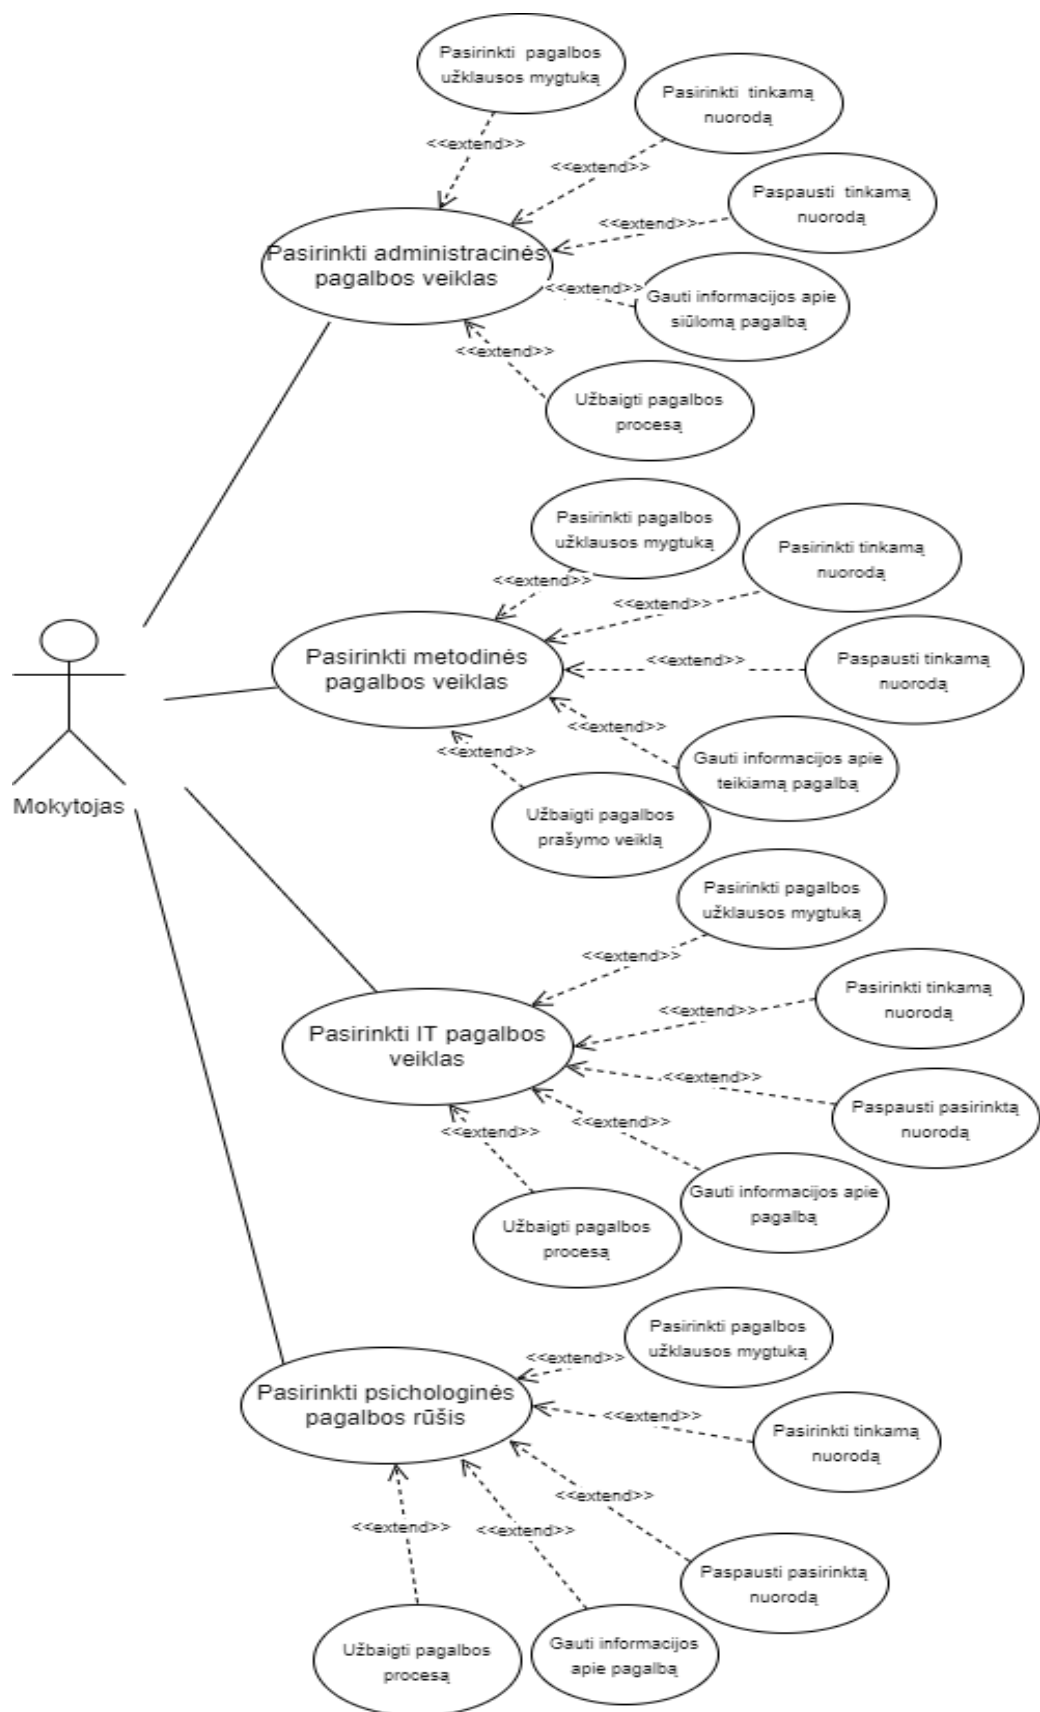 Pasirinkti pagalbos
užklausos mygtuką
Pasirinkti tinkamą
nuorodą
<<extend>>
<<extend>>
Paspausti tinkamą
nuorodą
<<extend>>
Pasirinkti administracinės
pagalbos veiklas
<<extend>>
Gauti informacijos apie
siūlomą pagalbą
<<extend>>
Užbaigti pagalbos
procesą
Pasirinkti pagalbos
užklausos mygtuką
Pasirinkti tinkamą
nuorodą
<<extend>>
<<extend>>
Pasirinkti metodinės
pagalbos veiklas
<<extend>>
Paspausti tinkamą
nuorodą
<<extend>>
<<extend>>
Gauti informacijos apie
teikiamą pagalbą
Mokytojas
Užbaigti pagalbos
prašymo veiklą
Pasirinkti pagalbos
užklausos mygtuką
<<extend>>
Pasirinkti tinkamą
nuorodą
<<extend>>
Pasirinkti IT pagalbos
veiklas
<<extend>>
Paspausti pasirinktą
nuorodą
<<extend>>
<<extend>>
Gauti informacijos apie
pagalbą
Užbaigti pagalbos
procesą
Pasirinkti pagalbos
užklausos mygtuką
<<extend>>
Pasirinkti psichologinės
pagalbos rūšis
<<extend>>
Pasirinkti tinkamą
nuorodą
<<extend>>
<<extend>>
<<extend>>
Paspausti pasirinktą
nuorodą
Užbaigti pagalbos
procesą
Gauti informacijos
apie pagalbą